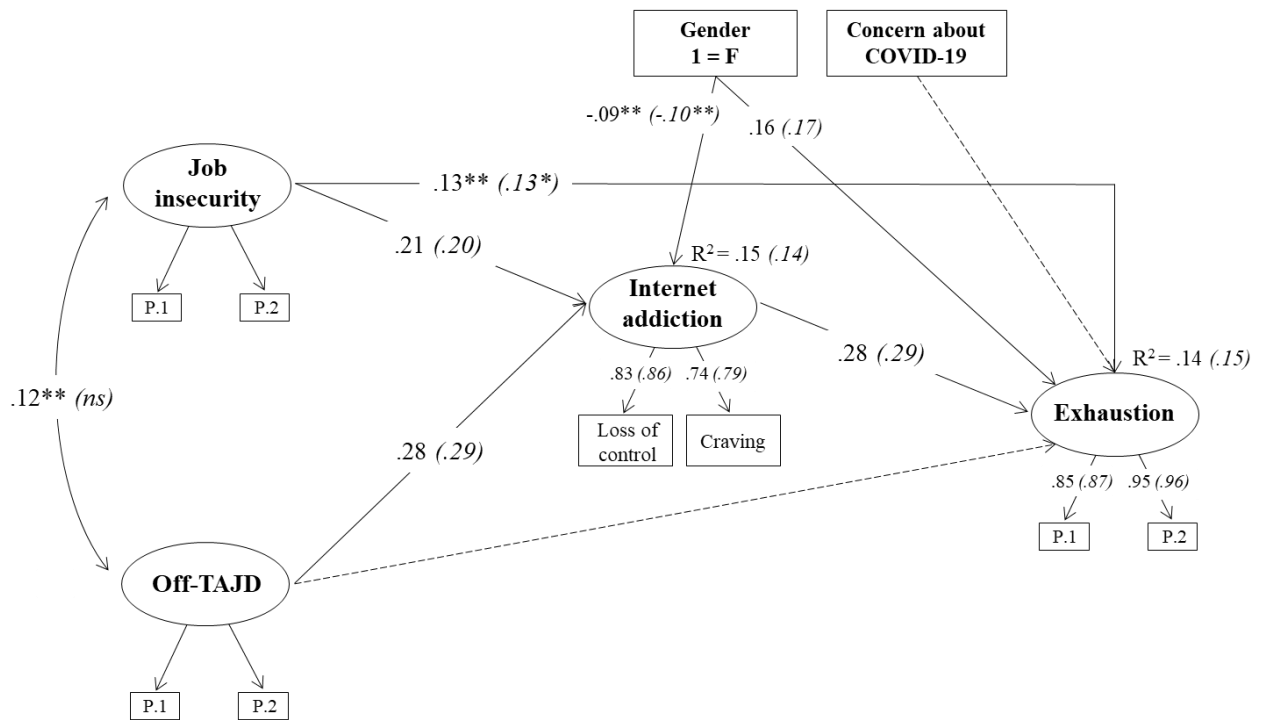 Gender
1 = F
Concern about
COVID-19
-.09** (-.10**)
.16 (.17)
Job
insecurity
.13** (.13*)
.21 (.20)
R² = .15 (.14)
P.1
P.2
Internet
addiction
.28 (.29)
R² = .14 (.15)
.83 (.86)
.74 (.79)
.12** (ns)
Exhaustion
Loss of
control
Craving
.28 (.29)
.85 (.87)
.95 (.96)
P.1
P.2
Off-TAJD
P.1
P.2